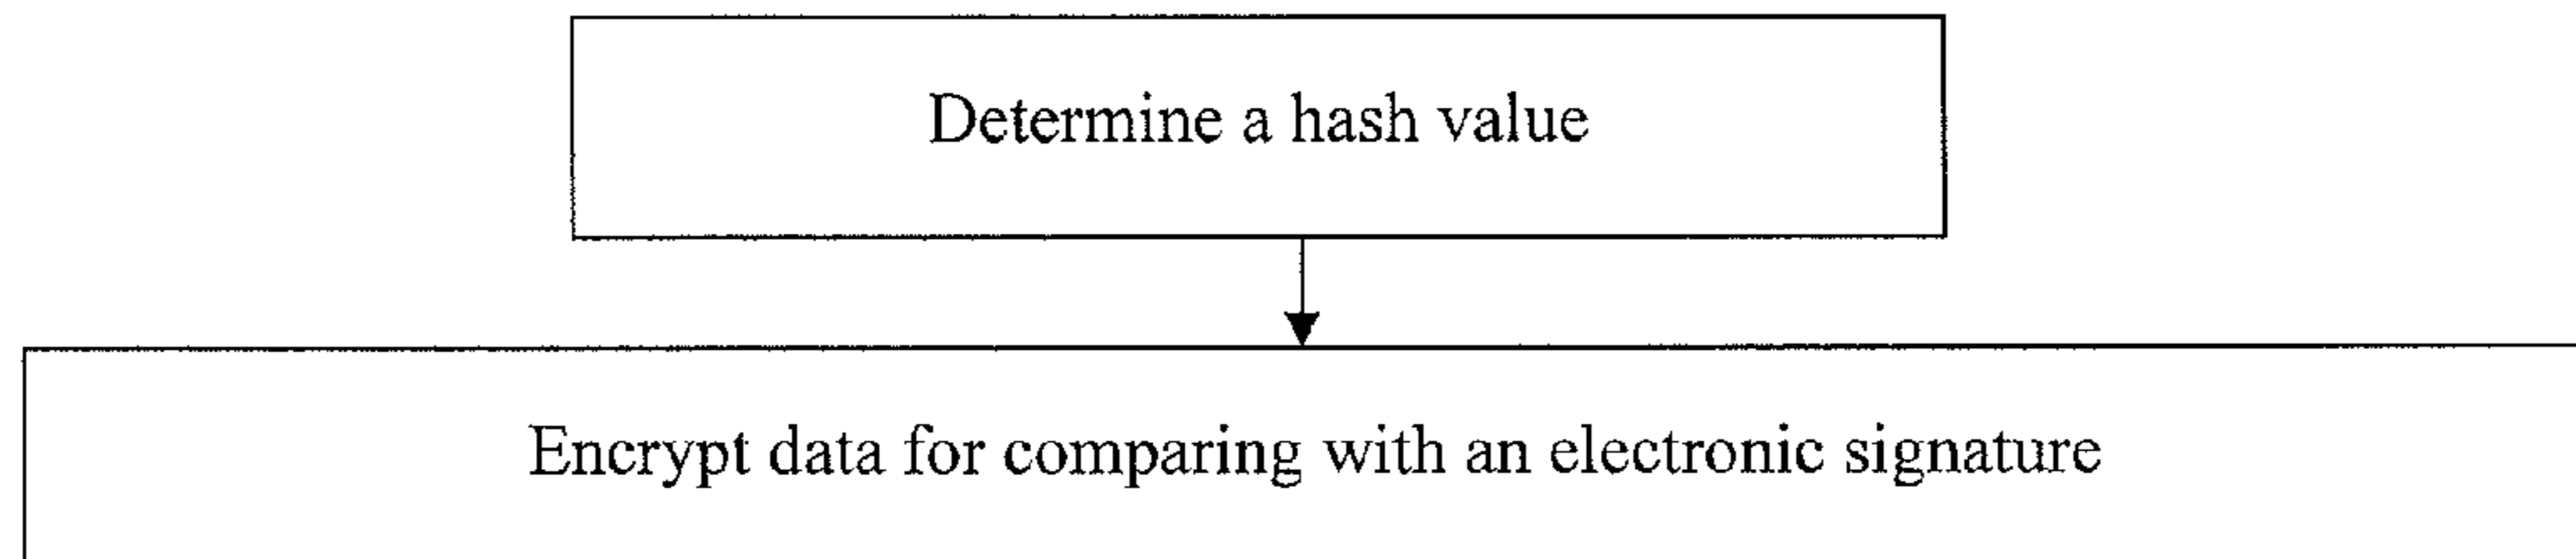 Determine a hash value
Encrypt data for comparing with an electronic signature